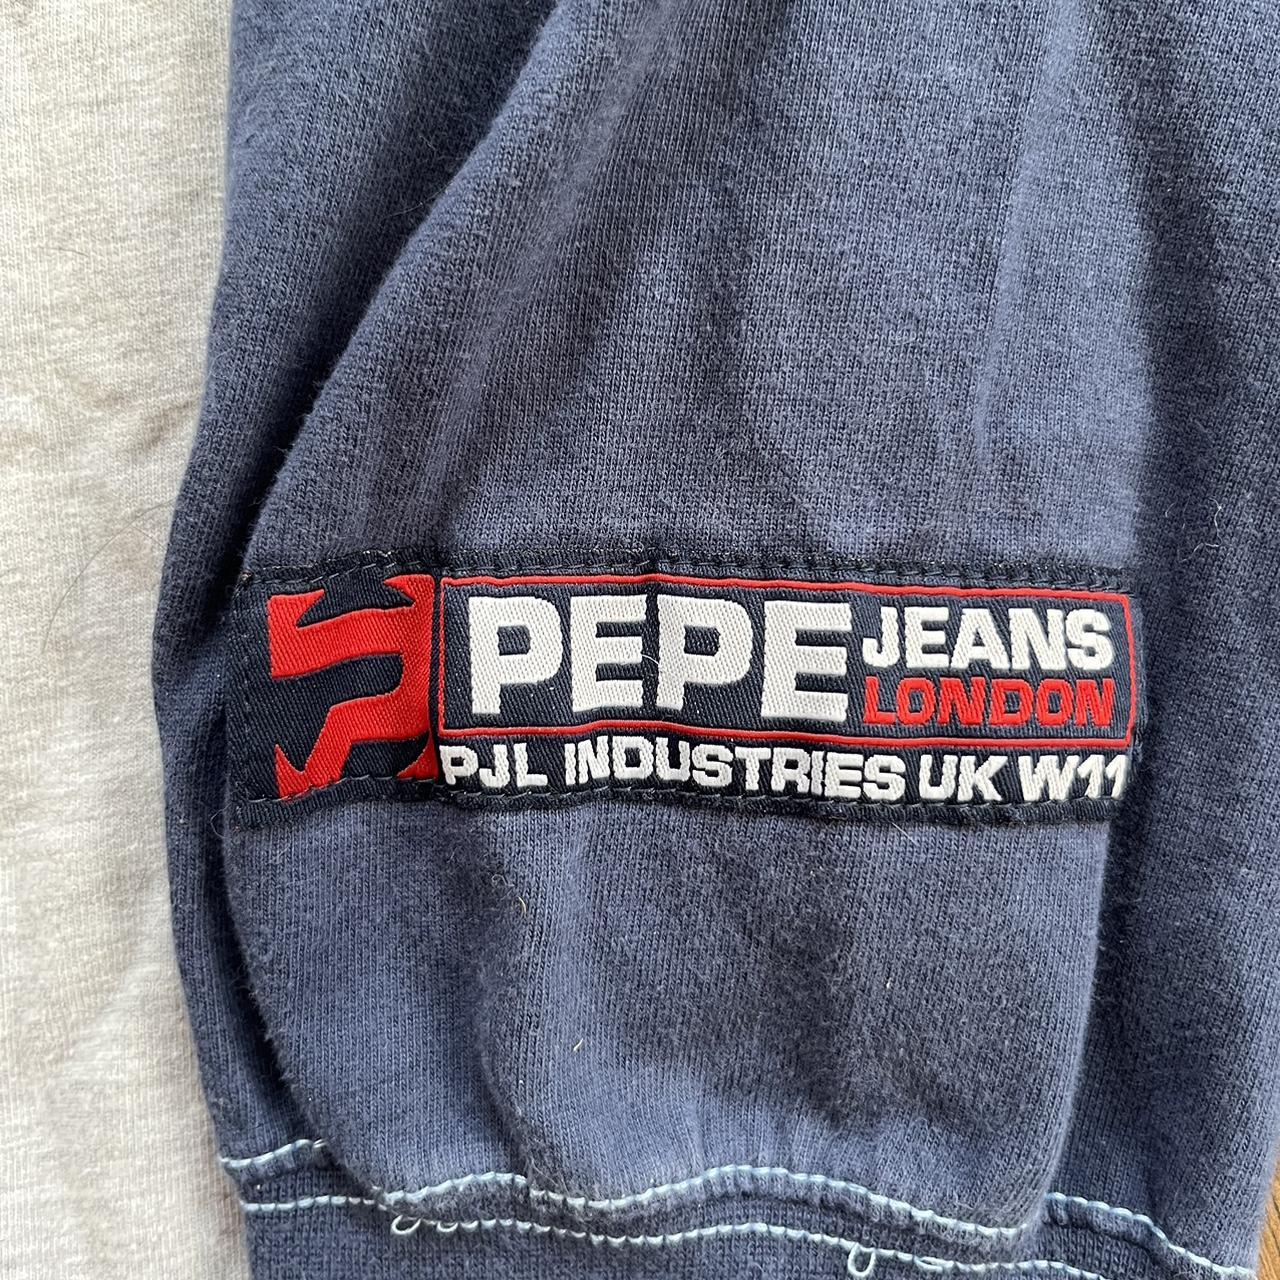 PEPE JEANS
LONDON
PJL INDUSTRIES UK W11